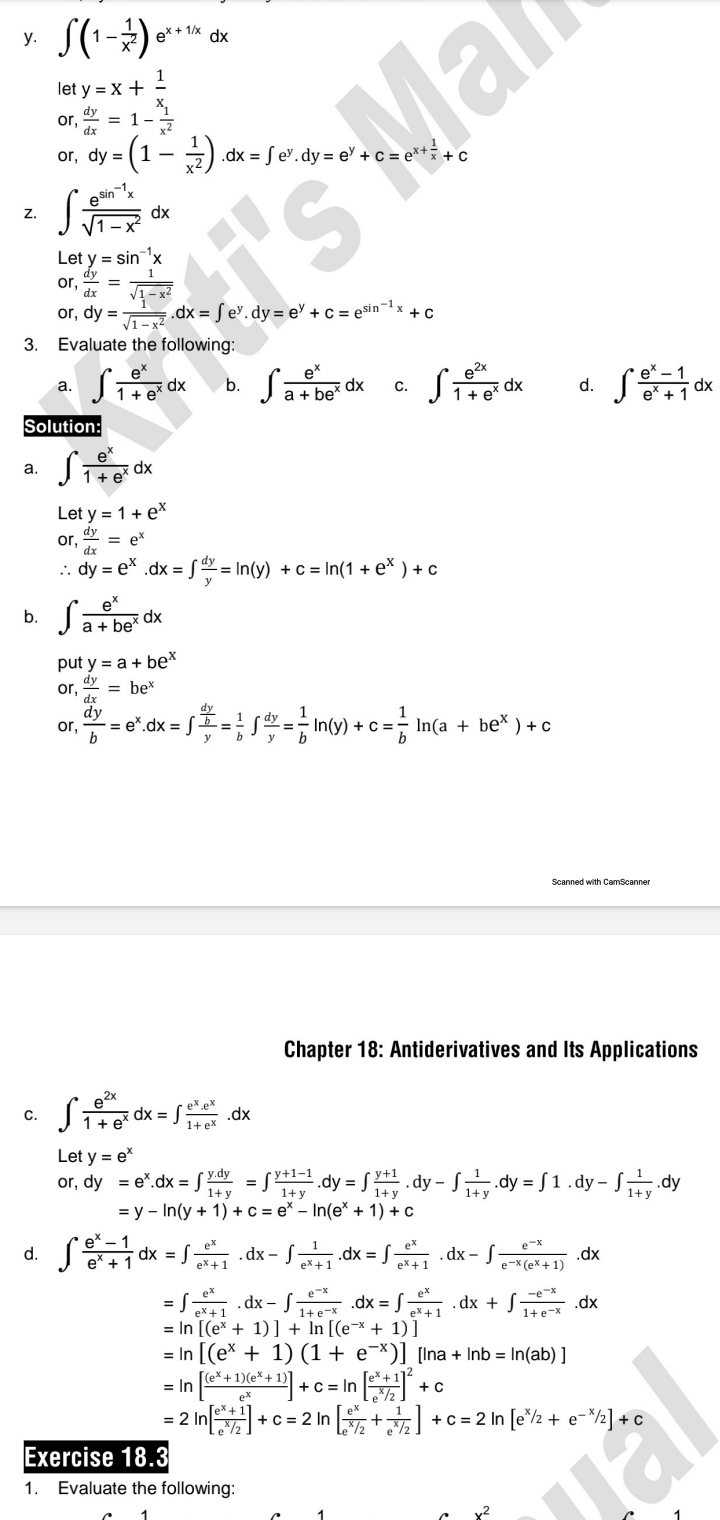 y. ∫(1 – 1/x²) e^(x + 1/x) dx
let y = x + 1/x
or, dy/dx = 1 – 1/x²
or, dy = (1 − 1/x²) .dx = ∫ e^y. dy = e^y + c = e^(x+1/x) + c
z. ∫ e^(sin⁻¹x)/√(1 – x²) dx
Let y = sin⁻¹x
or, dy/dx = 1/√(1 – x²)
or, dy = 1/√(1 – x²) .dx = ∫ e^y. dy = e^y + c = e^(sin⁻¹ x) + c
3. Evaluate the following:
a. ∫ e^x/(1 + e^x) dx b. ∫ e^x/(a + be^x) dx c. ∫ e^(2x)/(1 + e^x) dx d. ∫ (e^x – 1)/(e^x + 1) dx
Solution:
a. ∫ e^x/(1 + e^x) dx
Let y = 1 + e^x
or, dy/dx = e^x
∴ dy = e^x .dx = ∫ dy/y = ln(y) + c = ln(1 + e^x ) + c
b. ∫ e^x/(a + be^x) dx
put y = a + be^x
or, dy/dx = be^x
or, dy/b = e^x.dx = ∫ (dy/b)/y = 1/b ∫ dy/y = 1/b ln(y) + c = 1/b ln(a + be^x ) + c
Scanned with CamScanner
Chapter 18: Antiderivatives and Its Applications
c. ∫ e^(2x)/(1 + e^x) dx = ∫ e^x.e^x/(1+ e^x) .dx
Let y = e^x
or, dy = e^x.dx = ∫ y.dy/(1+ y) = ∫ (y+1−1)/(1+ y) .dy = ∫ (y+1)/(1+ y) . dy – ∫ 1/(1+ y) .dy = ∫ 1 . dy – ∫ 1/(1+ y) .dy
= y – ln(y + 1) + c = e^x – ln(e^x + 1) + c
d. ∫ (e^x – 1)/(e^x + 1) dx = ∫ e^x/(e^x + 1) . dx – ∫ 1/(e^x + 1) .dx = ∫ e^x/(e^x + 1) . dx – ∫ e^(−x)/(e^(−x) (e^x + 1)) .dx
= ∫ e^x/(e^x + 1) . dx – ∫ e^(−x)/(1+ e^(−x)) .dx = ∫ e^x/(e^x + 1) . dx + ∫ −e^(−x)/(1+ e^(−x)) .dx
= ln [(e^x + 1) ] + ln [(e^(−x) + 1)]
= ln [(e^x + 1) (1 + e^(−x))] [lna + lnb = ln(ab) ]
= ln [(e^x + 1)(e^x + 1)/e^x] + c = ln [(e^x + 1)/e^(x/2)]² + c
= 2 ln[(e^x + 1)/e^(x/2)] + c = 2 ln [e^x/e^(x/2) + 1/e^(x/2)] + c = 2 ln [e^(x/2) + e^(−x/2)] + c
Exercise 18.3
1. Evaluate the following:
∫ 1 ∫ 1 ∫ x² ∫ 1